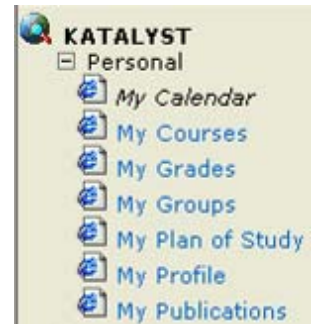 KATALYST
Personal
My Calendar
My Courses
My Grades
My Groups
My Plan of Study
My Profile
My Publications